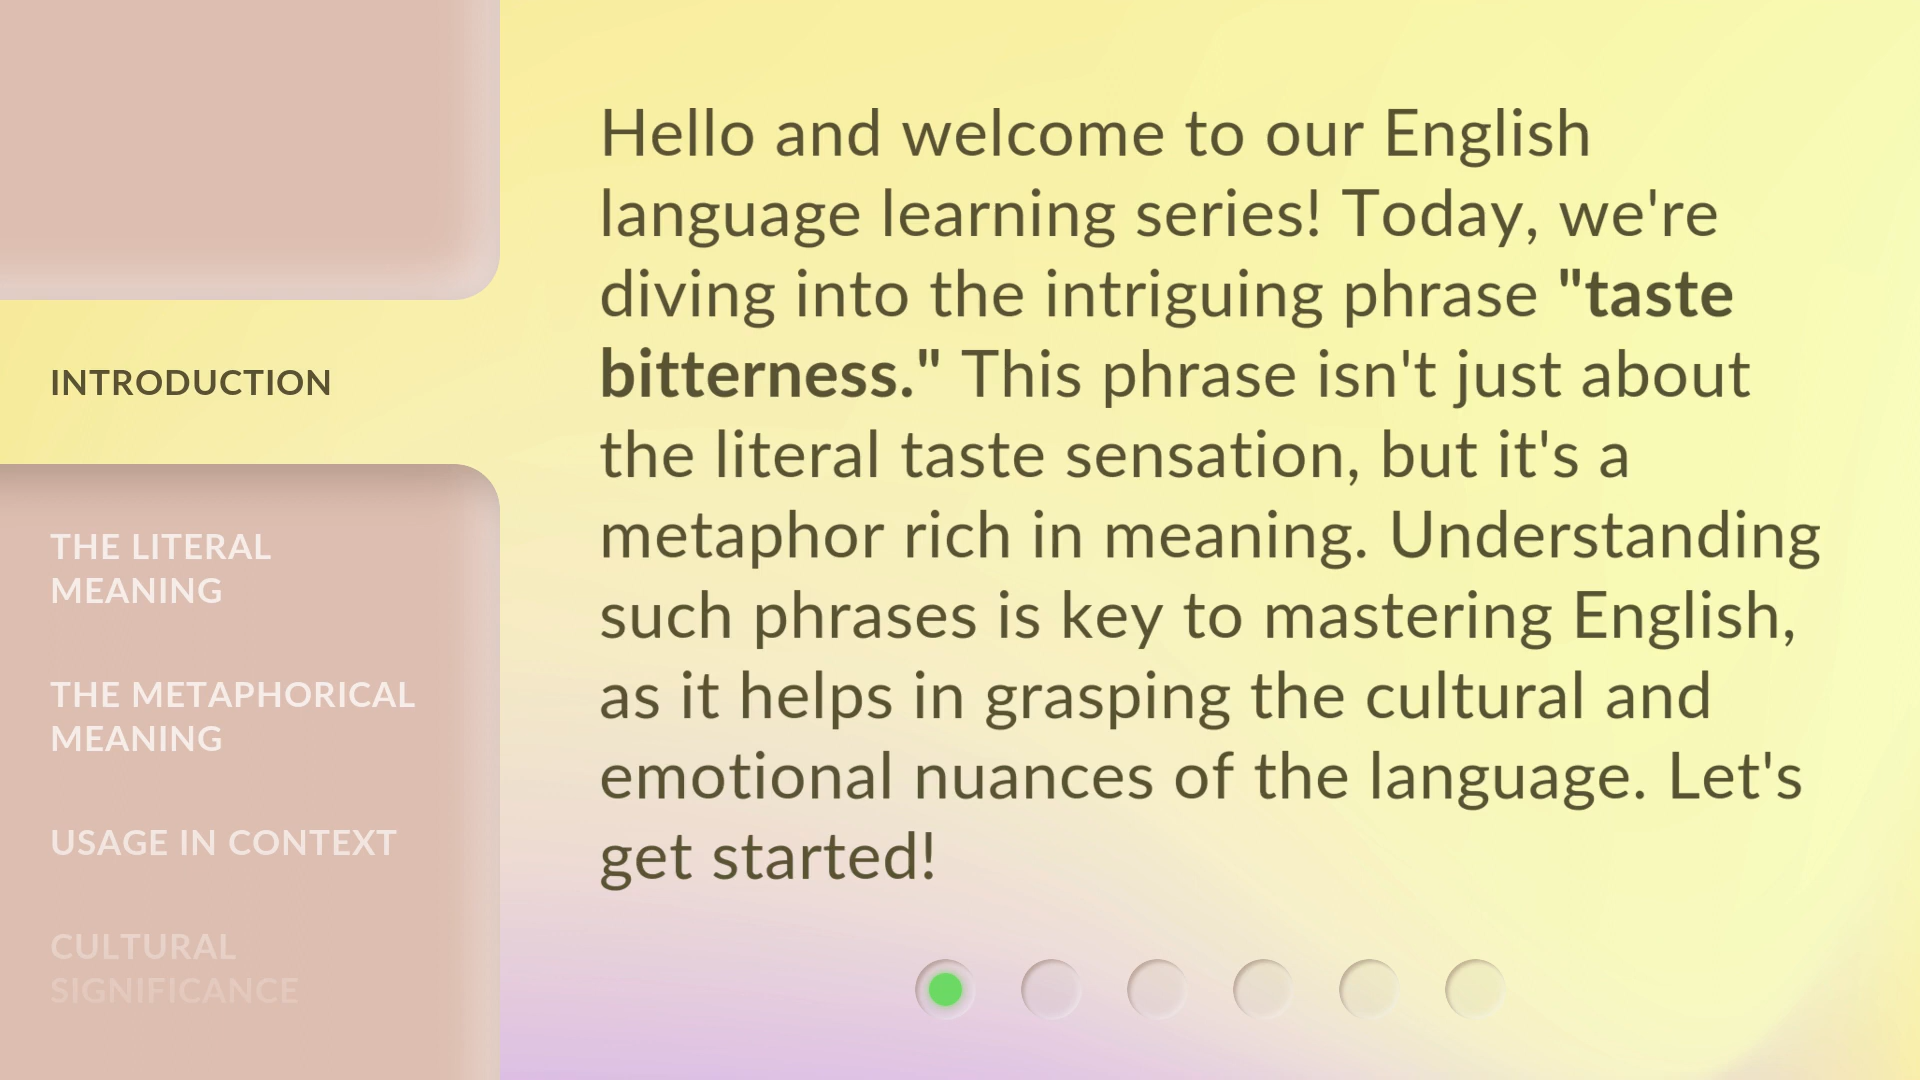 INTRODUCTION
THE LITERAL
MEANING
THE METAPHORICAL
MEANING
USAGE IN CONTEXT
CULTURAL
SIGNIFICANCE
Hello and welcome to our English
language learning series! Today, we're
diving into the intriguing phrase "taste
bitterness." This phrase isn't just about
the literal taste sensation, but it's a
metaphor rich in meaning. Understanding
such phrases is key to mastering English,
as it helps in grasping the cultural and
emotional nuances of the language. Let's
get started!